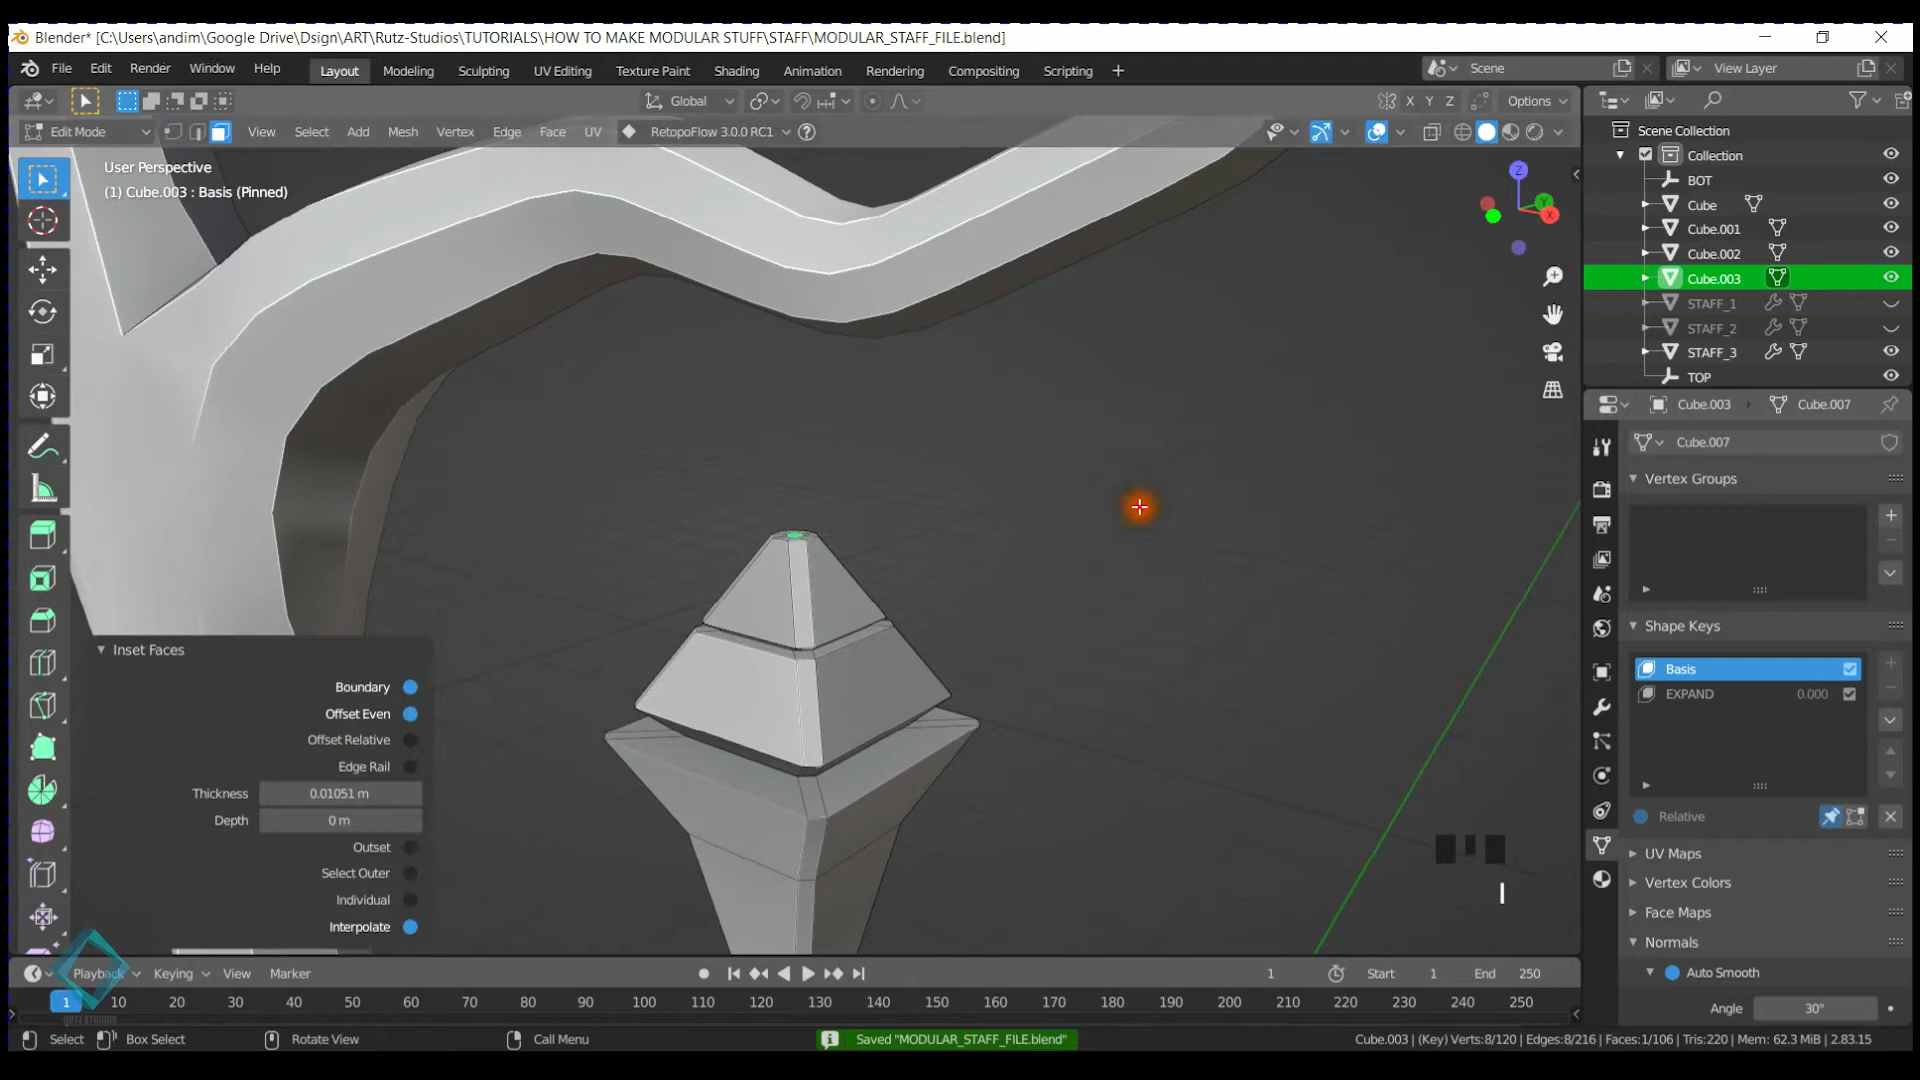 Blender* [C:\Users\andim\Google Drive\Dsign\ART\Rutz-Studios\TUTORIALS\HOW TO MAKE MODULAR STUFF\STAFF\MODULAR_STAFF_FILE.blend]
File Edit Render Window Help Layout Modeling Sculpting UV Editing Texture Paint Shading Animation Rendering Compositing Scripting + Scene View Layer
Global X Y Z Options
Edit Mode View Select Add Mesh Vertex Edge Face UV RetopoFlow 3.0.0 RC1
User Perspective
(1) Cube.003 : Basis (Pinned)
Z
Y
X
Scene Collection
Collection
BOT
Cube
Cube.001
Cube.002
Cube.003
STAFF_1
STAFF_2
STAFF_3
TOP
Cube.003 Cube.007
Cube.007
Vertex Groups
Shape Keys
Basis
EXPAND 0.000
Relative
UV Maps
Vertex Colors
Face Maps
Normals
Auto Smooth
Angle 30°
Inset Faces
Boundary
Offset Even
Offset Relative
Edge Rail
Thickness 0.01051 m
Depth 0 m
Outset
Select Outer
Individual
Interpolate
I
Playback Keying View Marker 1 Start 1 End 250
1 10 20 30 40 50 60 70 80 90 100 110 120 130 140 150 160 170 180 190 200 210 220 230 240 250
RUTZ STUDIOS
Select Box Select Rotate View Call Menu Saved "MODULAR_STAFF_FILE.blend" Cube.003 | (Key) Verts:8/120 | Edges:8/216 | Faces:1/106 | Tris:220 | Mem: 62.3 MiB | 2.83.15